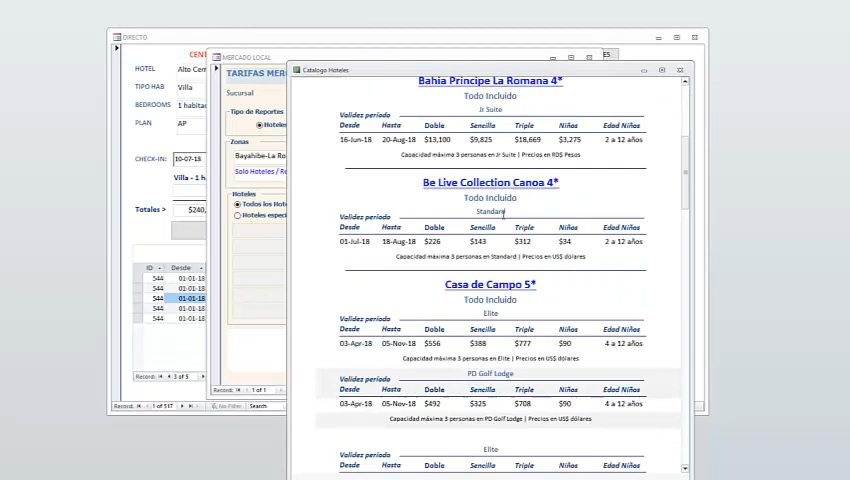 DIRECTO
CEN
HOTEL Alto Cem
TIPO HAB Villa
BEDROOMS 1 habitac
PLAN AP
CHECK-IN: 10-07-18
Villa - 1 h
Totales > $240,
ID Desde
544 01-01-18
544 01-01-18
544 01-01-18
544 01-01-18
544 01-01-18
Record: 3 of 5
Record: 1 of 517 No Filter Search
MERCADO LOCAL
ES
TARIFAS MER
Sucursal
Tipo de Reportes
Hoteles
Zonas
Bayahibe-La Ro
Solo Hoteles / Re
Hoteles
Todos los Hote
Hoteles especi
Record: 1 of 1
Catalogo Hoteles
Bahia Principe La Romana 4*
Todo Incluido
Jr Suite
Validez período
Desde Hasta Doble Sencilla Triple Niños Edad Niños
16-Jun-18 20-Aug-18 $13,100 $9,825 $18,669 $3,275 2 a 12 años
Capacidad máxima 3 personas en Jr Suite | Precios en RD$ Pesos
Be Live Collection Canoa 4*
Todo Incluido
Standard
Validez período
Desde Hasta Doble Sencilla Triple Niños Edad Niños
01-Jul-18 18-Aug-18 $226 $143 $312 $34 2 a 12 años
Capacidad máxima 3 personas en Standard | Precios en US$ dólares
Casa de Campo 5*
Todo Incluido
Elite
Validez período
Desde Hasta Doble Sencilla Triple Niños Edad Niños
03-Apr-18 05-Nov-18 $556 $388 $777 $90 4 a 12 años
Capacidad máxima 3 personas en Elite | Precios en US$ dólares
PD Golf Lodge
Validez período
Desde Hasta Doble Sencilla Triple Niños Edad Niños
03-Apr-18 05-Nov-18 $492 $325 $708 $90 4 a 12 años
Capacidad máxima 3 personas en PD Golf Lodge | Precios en US$ dólares
Elite
Validez período
Desde Hasta Doble Sencilla Triple Niños Edad Niños